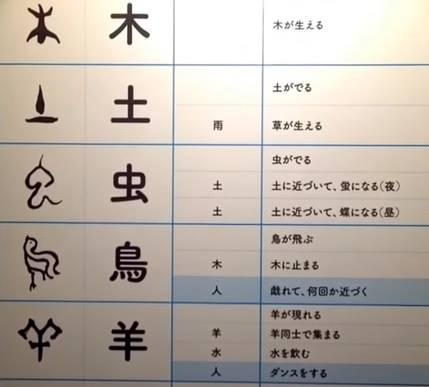 木 木が生える
土 土がでる
雨 草が生える
虫 虫がでる
土 土に近づいて、蛍になる(夜)
土 土に近づいて、蝶になる(昼)
鳥 鳥が飛ぶ
木 木に止まる
人 戯れて、何回か近づく
羊 羊が現れる
羊 羊同士で集まる
水 水を飲む
人 ダンスをする